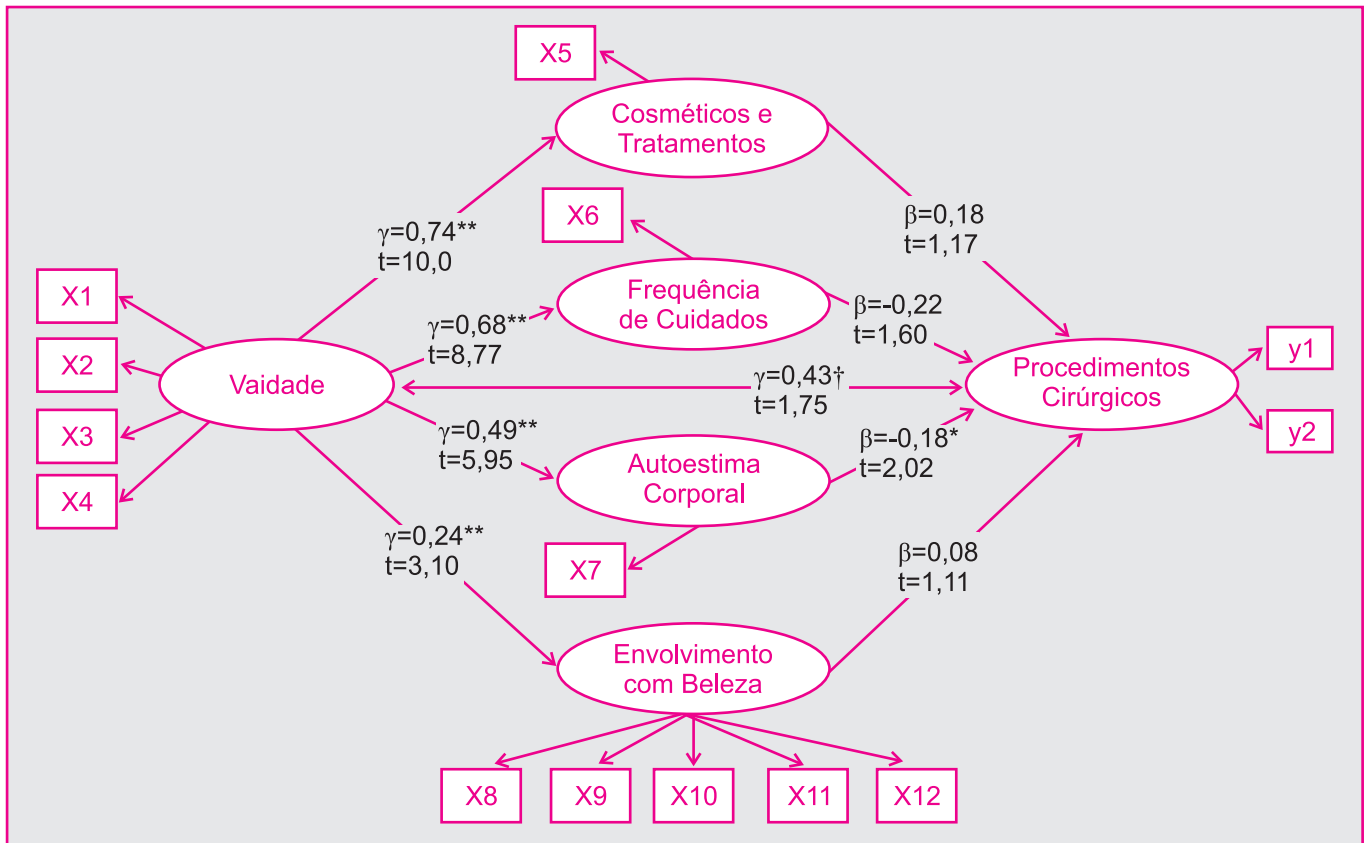 X5
Cosméticos e
Tratamentos
γ=0,74**
t=10,0
β=0,18
t=1,17
X6
Frequência
de Cuidados
γ=0,68**
t=8,77
β=-0,22
t=1,60
X1
X2
X3
X4
Vaidade
γ=0,43†
t=1,75
Procedimentos
Cirúrgicos
y1
y2
γ=0,49**
t=5,95
Autoestima
Corporal
β=-0,18*
t=2,02
X7
γ=0,24**
t=3,10
β=0,08
t=1,11
Envolvimento
com Beleza
X8
X9
X10
X11
X12